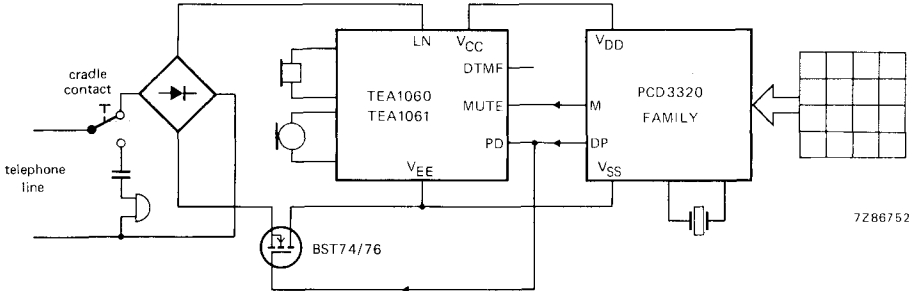 LN
VCC
VDD
DTMF
cradle
contact
TEA1060
TEA1061
MUTE
M
PCD3320
FAMILY
PD
DP
telephone
line
VEE
VSS
BST74/76
7Z86752